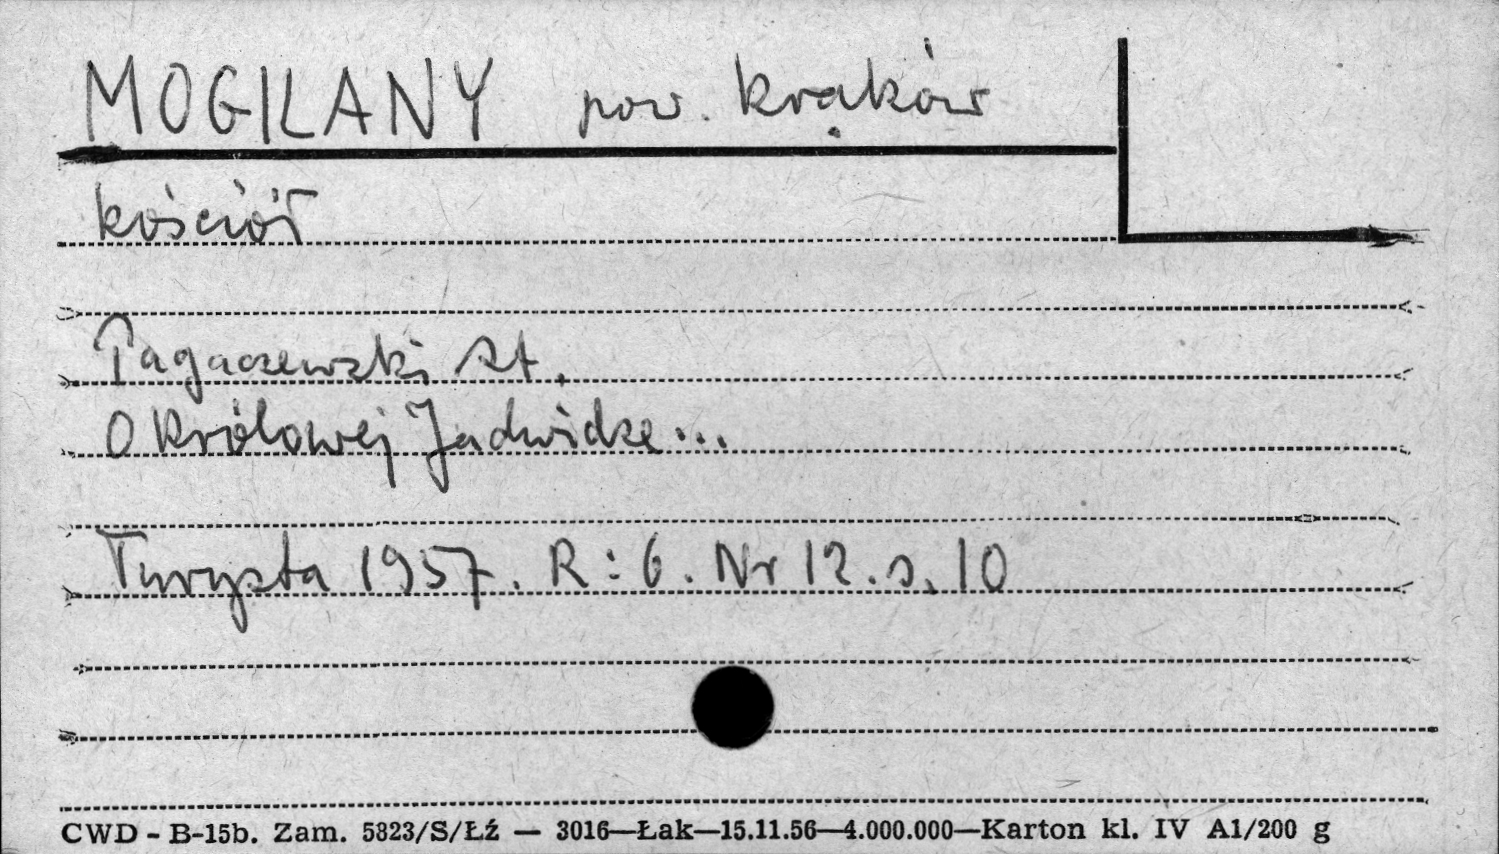 MOGILANY pow. Kraków
kościół
Pagaczewski St.
O Królowej Jadwidze...
Turysta 1957. R: 6. Nr 12. s. 10
CWD - B-15b. Zam. 5823/S/Łź — 3016—Łak—15.11.56—4.000.000—Karton kl. IV A1/200 g